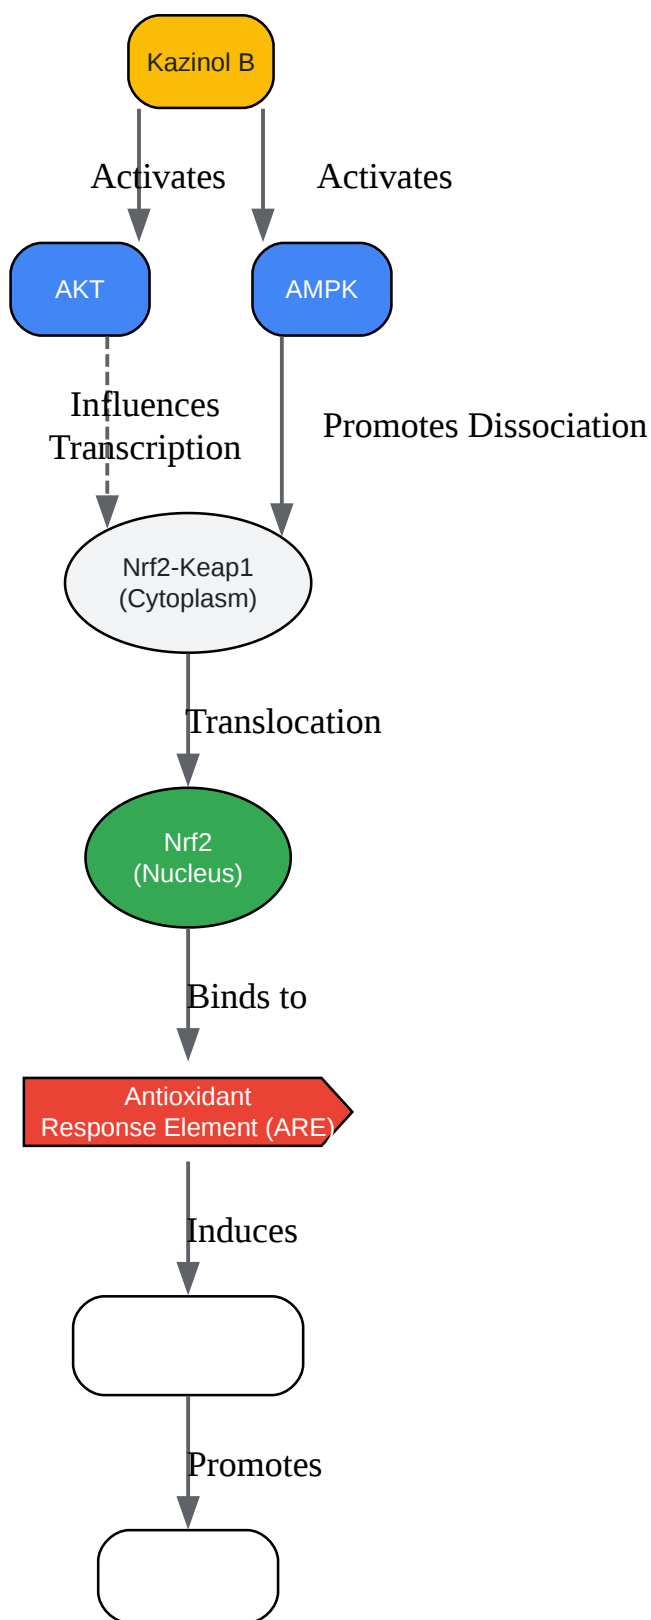 Kazinol B
Activates
Activates
AKT
AMPK
Influences
Transcription
Promotes Dissociation
Nrf2-Keap1
(Cytoplasm)
Translocation
Nrf2
(Nucleus)
Binds to
Antioxidant
Response Element (ARE)
Induces
Promotes